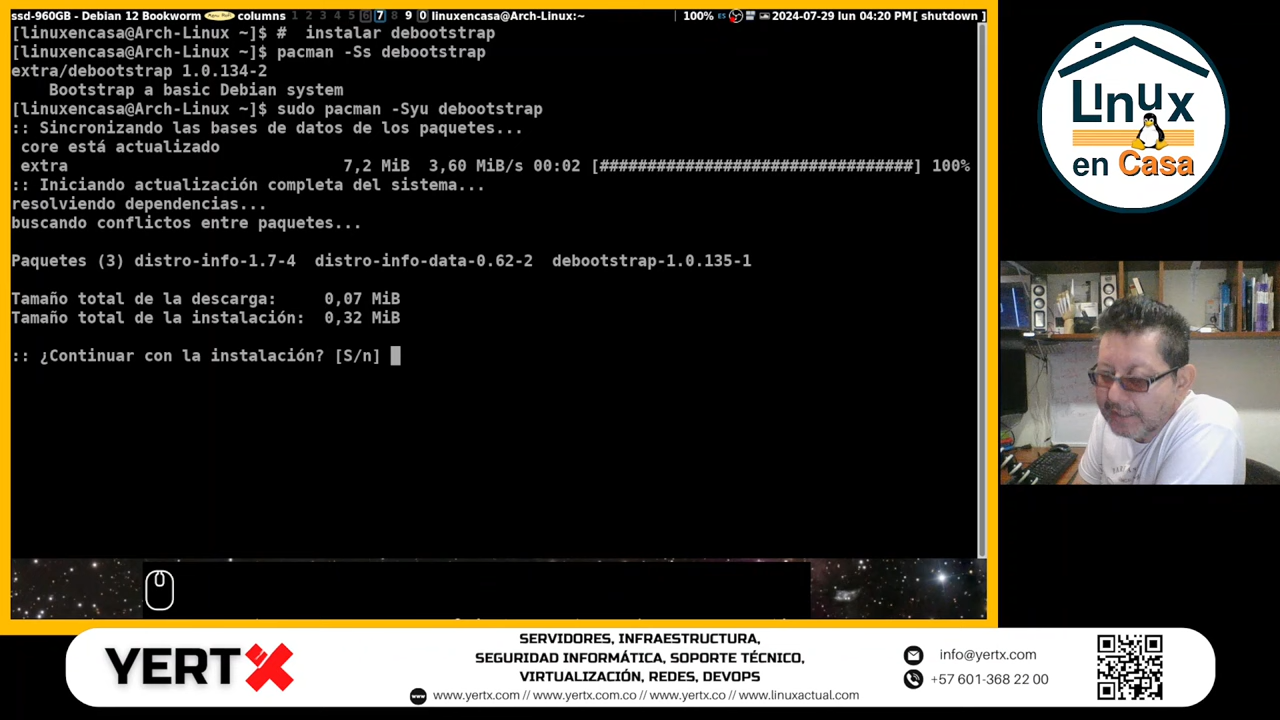 ssd-960GB - Debian 12 Bookworm columns 1 2 3 4 5 6 7 8 9 0 linuxencasa@Arch-Linux:~ 100% ES 2024-07-29 lun 04:20 PM[ shutdown ]
[linuxencasa@Arch-Linux ~]$ #  instalar debootstrap
[linuxencasa@Arch-Linux ~]$ pacman -Ss debootstrap
extra/debootstrap 1.0.134-2
    Bootstrap a basic Debian system
[linuxencasa@Arch-Linux ~]$ sudo pacman -Syu debootstrap
:: Sincronizando las bases de datos de los paquetes...
 core está actualizado
 extra                             7,2 MiB  3,60 MiB/s 00:02 [#################################] 100%
:: Iniciando actualización completa del sistema...
resolviendo dependencias...
buscando conflictos entre paquetes...
Paquetes (3) distro-info-1.7-4  distro-info-data-0.62-2  debootstrap-1.0.135-1
Tamaño total de la descarga:     0,07 MiB
Tamaño total de la instalación:  0,32 MiB
:: ¿Continuar con la instalación? [S/n]
Linux
en Casa
YERTX
SERVIDORES, INFRAESTRUCTURA,
SEGURIDAD INFORMÁTICA, SOPORTE TÉCNICO,
VIRTUALIZACIÓN, REDES, DEVOPS
www.yertx.com // www.yertx.com.co // www.yertx.co // www.linuxactual.com
info@yertx.com
+57 601-368 22 00